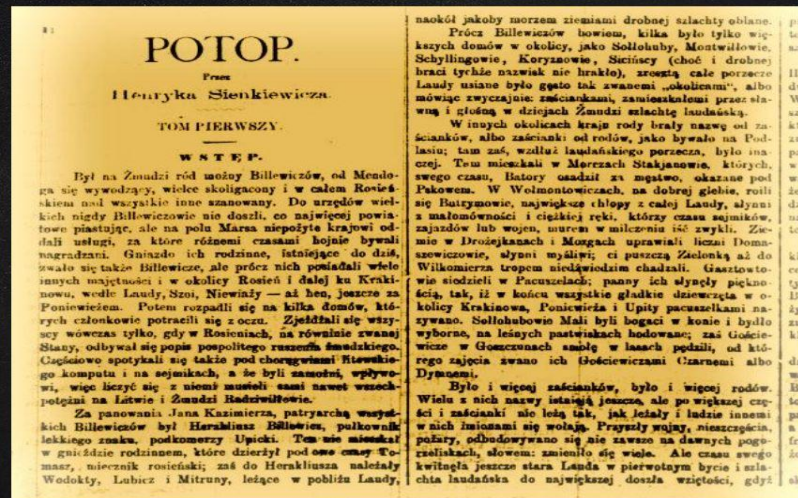 POTOP.
Przez
Henryka Sienkiewicza.
TOM PIERWSZY.
WSTĘP.
Był na Żmudzi ród możny Billewiczów, od Mendo-
ga się wywodzący, wielce skoligacony i w całem Rosień-
skiem nad wszystkie inne szanowany. Do urzędów wiel-
kich nigdy Billewiczowie nie doszli, co najwięcej powia-
towe piastując, ale na polu Marsa niepożyte krajowi od-
dali usługi, za które różnemi czasami hojnie bywali
nagradzani. Gniazdo ich rodzinne, istniejące do dziś,
zwało się także Billewicze, ale prócz nich posiadali wiele
innych majętności i w okolicy Rosień i dalej ku Kraki-
nowu, wedle Laudy, Szoi, Niewiaży — aż hen, jeszcze za
Poniewieżem. Potem rozpadli się na kilka domów, któ-
rych członkowie potracili się z oczu. Zjeżdżali się wszy-
scy wówczas tylko, gdy w Rosieniach, na równinie zwanej
Stany, odbywał się popis pospolitego ruszenia żmudzkiego.
Częściowo spotykali się także pod chorągwiami litewskie-
go komputu i na sejmikach, a że byli zamożni, wpływo-
wi, więc liczyć się z niemi musieli sami nawet wszech-
potężni na Litwie i Żmudzi Radziwiłłowie.
Za panowania Jana Kazimierza, patryarchą wszyst-
kich Billewiczów był Herakliusz Billewicz, pułkownik
lekkiego znaku, podkomorzy Upicki. Ten nie mieszkał
w gnieździe rodzinnem, które dzierżył pod owe czasy To-
masz, miecznik rosieński; zaś do Herakliusza należały
Wodokty, Lubicz i Mitruny, leżące w pobliżu Laudy,
naokół jakoby morzem ziemiami drobnej szlachty oblane.
Prócz Billewiczów bowiem, kilka było tylko wię-
kszych domów w okolicy, jako Sołłohuby, Montwiłłowie,
Schyllingowie, Koryznowie, Sicińscy (choć i drobnej
braci tychże nazwisk nie brakło), zresztą całe porzecze
Laudy usiane było gęsto tak zwanemi „okolicami“, albo
mówiąc zwyczajnie: zaściankami, zamieszkałemi przez sła-
wną i głośną w dziejach Żmudzi szlachtę laudańską.
W innych okolicach kraju rody brały nazwę od za-
ścianków, albo zaścianki od rodów, jako bywało na Pod-
lasiu; tam zaś, wzdłuż laudańskiego porzecza, było ina-
czej. Tem mieszkali w Morezach Stakjanowie, których,
swego czasu, Batory osadził za męstwo, okazane pod
Pskowem. W Wołmontowiczach, na dobrej glebie, roili
się Butrymowie, największe chłopy z całej Laudy, słynni
z małomówności i ciężkiej ręki, którzy czasu sejmików,
zajazdów lub wojen, murem w milczeniu iść zwykli. Zie-
mie w Drożejkanach i Mozgach uprawiali liczni Doma-
szewiczowie, słynni myśliwi; ci puszczą Zielonką aż do
Wilkomierza tropem niedźwiedzim chadzali. Gasztowto-
wie siedzieli w Pacuszelach; panny ich słynęły pięknо-
ścią, tak, iż w końcu wszystkie gładkie dziewczęta w o-
kolicy Krakinowa, Poniewieża i Upity pacuszelkami na-
zywano. Sołłohubowie Mali byli bogaci w konie i bydło
wyborne, na leśnych pastwiskach hodowane; zaś Goście-
wicze w Goszczunach smołę w lasach pędzili, od któ-
rego zajęcia zwano ich Gościewiczami Czarnemi albo
Dymnemi.
Było i więcej zaścianków, było i więcej rodów.
Wielu z nich nazwy istnieją jeszcze, ale po większej czę-
ści i zaścianki nie leżą tak, jak leżały i ludzie innemi
w nich imionami się wołają. Przyszły wojny, nieszczęścia,
pożary, odbudowywano się nie zawsze na dawnych pogo-
rzeliskach, słowem: zmieniło się wiele. Ale czasu swego
kwitnęła jeszcze stara Lauda w pierwotnym bycie i szla-
chta laudańska do największej doszła wziętości, gdyż